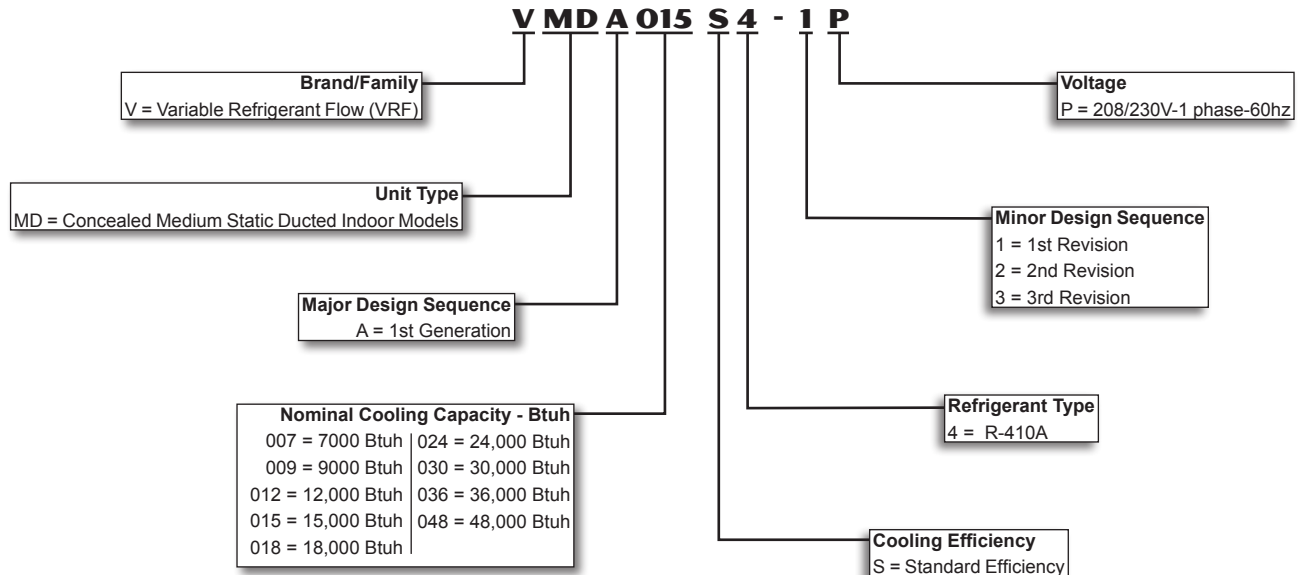 V MD A 015 S 4 - 1 P
Brand/Family
V = Variable Refrigerant Flow (VRF)
Voltage
P = 208/230V-1 phase-60hz
Unit Type
MD = Concealed Medium Static Ducted Indoor Models
Minor Design Sequence
1 = 1st Revision
2 = 2nd Revision
3 = 3rd Revision
Major Design Sequence
A = 1st Generation
Nominal Cooling Capacity - Btuh
007 = 7000 Btuh
009 = 9000 Btuh
012 = 12,000 Btuh
015 = 15,000 Btuh
018 = 18,000 Btuh
024 = 24,000 Btuh
030 = 30,000 Btuh
036 = 36,000 Btuh
048 = 48,000 Btuh
Refrigerant Type
4 = R-410A
Cooling Efficiency
S = Standard Efficiency